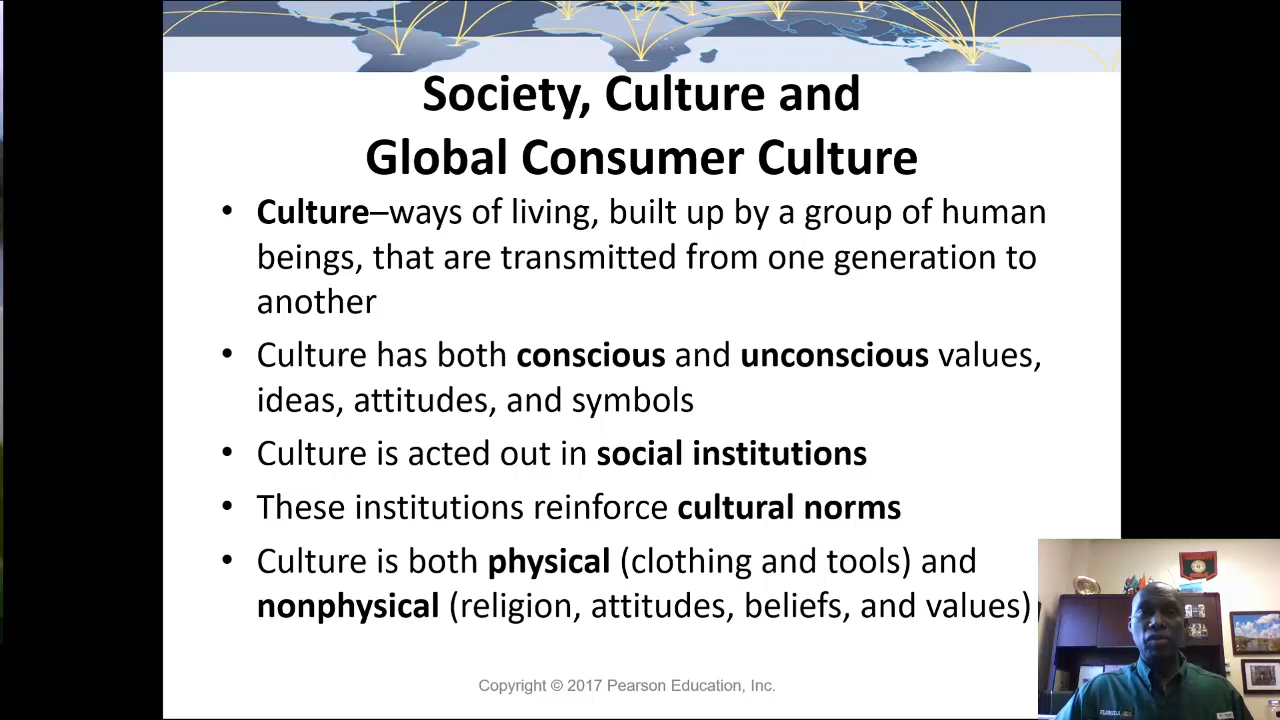 Society, Culture and
Global Consumer Culture
• Culture–ways of living, built up by a group of human
beings, that are transmitted from one generation to
another
• Culture has both conscious and unconscious values,
ideas, attitudes, and symbols
• Culture is acted out in social institutions
• These institutions reinforce cultural norms
• Culture is both physical (clothing and tools) and
nonphysical (religion, attitudes, beliefs, and values)
Copyright © 2017 Pearson Education, Inc.
FLORIDA